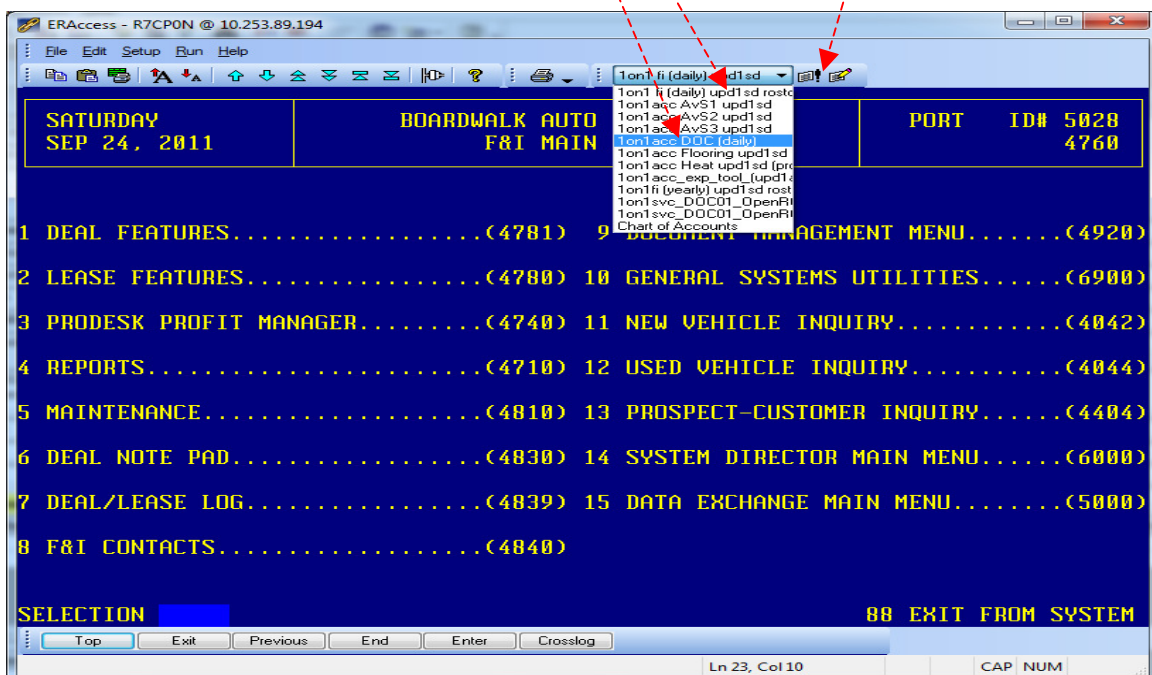 ERAccess - R7CP0N @ 10.253.89.194
File Edit Setup Run Help
1on1 fi (daily) upd1sd
1on1 fi (daily) upd1sd rosto
1on1acc AvS1 upd1sd
1on1acc AvS2 upd1sd
1on1acc AvS3 upd1sd
1on1acc DOC (daily)
1on1acc Flooring upd1sd
1on1acc Heat upd1sd (pro
1on1acc_exp_tool_(upd1
1on1fi (yearly) upd1sd rost
1on1svc_DOC01_OpenR
1on1svc_DOC01_OpenR
Chart of Accounts
SATURDAY BOARDWALK AUTO PORT ID# 5028
SEP 24, 2011 F&I MAIN 4760
1 DEAL FEATURES..................(4781) 9 DOCUMENT MANAGEMENT MENU.......(4920)
2 LEASE FEATURES.................(4780) 10 GENERAL SYSTEMS UTILITIES......(6900)
3 PRODESK PROFIT MANAGER.........(4740) 11 NEW VEHICLE INQUIRY............(4042)
4 REPORTS........................(4710) 12 USED VEHICLE INQUIRY...........(4044)
5 MAINTENANCE....................(4810) 13 PROSPECT-CUSTOMER INQUIRY......(4404)
6 DEAL NOTE PAD..................(4830) 14 SYSTEM DIRECTOR MAIN MENU......(6000)
7 DEAL/LEASE LOG.................(4839) 15 DATA EXCHANGE MAIN MENU........(5000)
8 F&I CONTACTS...................(4840)
SELECTION 88 EXIT FROM SYSTEM
Top Exit Previous End Enter Crosslog
Ln 23, Col 10 CAP NUM